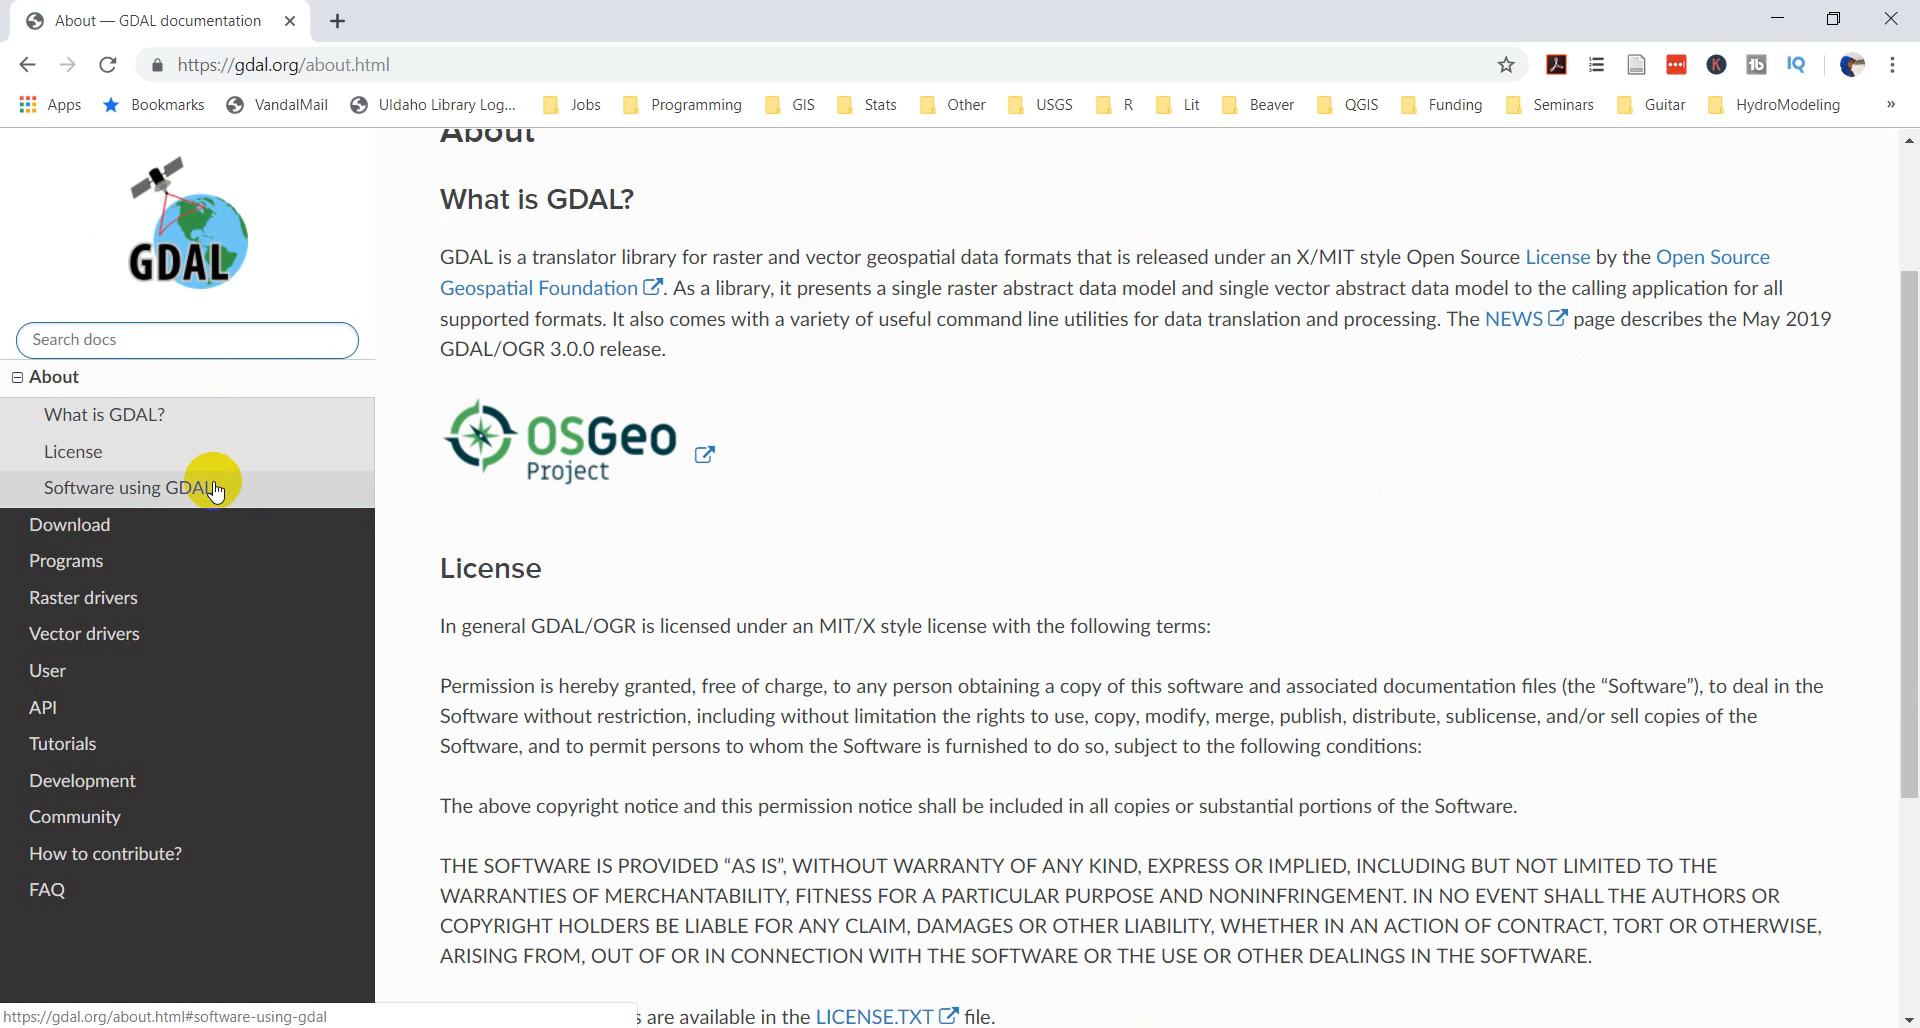 About — GDAL documentation
https://gdal.org/about.html
Apps Bookmarks VandalMail UIdaho Library Log... Jobs Programming GIS Stats Other USGS R Lit Beaver QGIS Funding Seminars Guitar HydroModeling »
GDAL
Search docs
About
What is GDAL?
License
Software using GDAL
Download
Programs
Raster drivers
Vector drivers
User
API
Tutorials
Development
Community
How to contribute?
FAQ
About
What is GDAL?
GDAL is a translator library for raster and vector geospatial data formats that is released under an X/MIT style Open Source License by the Open Source
Geospatial Foundation. As a library, it presents a single raster abstract data model and single vector abstract data model to the calling application for all
supported formats. It also comes with a variety of useful command line utilities for data translation and processing. The NEWS page describes the May 2019
GDAL/OGR 3.0.0 release.
OSGeo
Project
License
In general GDAL/OGR is licensed under an MIT/X style license with the following terms:
Permission is hereby granted, free of charge, to any person obtaining a copy of this software and associated documentation files (the “Software”), to deal in the
Software without restriction, including without limitation the rights to use, copy, modify, merge, publish, distribute, sublicense, and/or sell copies of the
Software, and to permit persons to whom the Software is furnished to do so, subject to the following conditions:
The above copyright notice and this permission notice shall be included in all copies or substantial portions of the Software.
THE SOFTWARE IS PROVIDED “AS IS”, WITHOUT WARRANTY OF ANY KIND, EXPRESS OR IMPLIED, INCLUDING BUT NOT LIMITED TO THE
WARRANTIES OF MERCHANTABILITY, FITNESS FOR A PARTICULAR PURPOSE AND NONINFRINGEMENT. IN NO EVENT SHALL THE AUTHORS OR
COPYRIGHT HOLDERS BE LIABLE FOR ANY CLAIM, DAMAGES OR OTHER LIABILITY, WHETHER IN AN ACTION OF CONTRACT, TORT OR OTHERWISE,
ARISING FROM, OUT OF OR IN CONNECTION WITH THE SOFTWARE OR THE USE OR OTHER DEALINGS IN THE SOFTWARE.
are available in the LICENSE.TXT file.
https://gdal.org/about.html#software-using-gdal